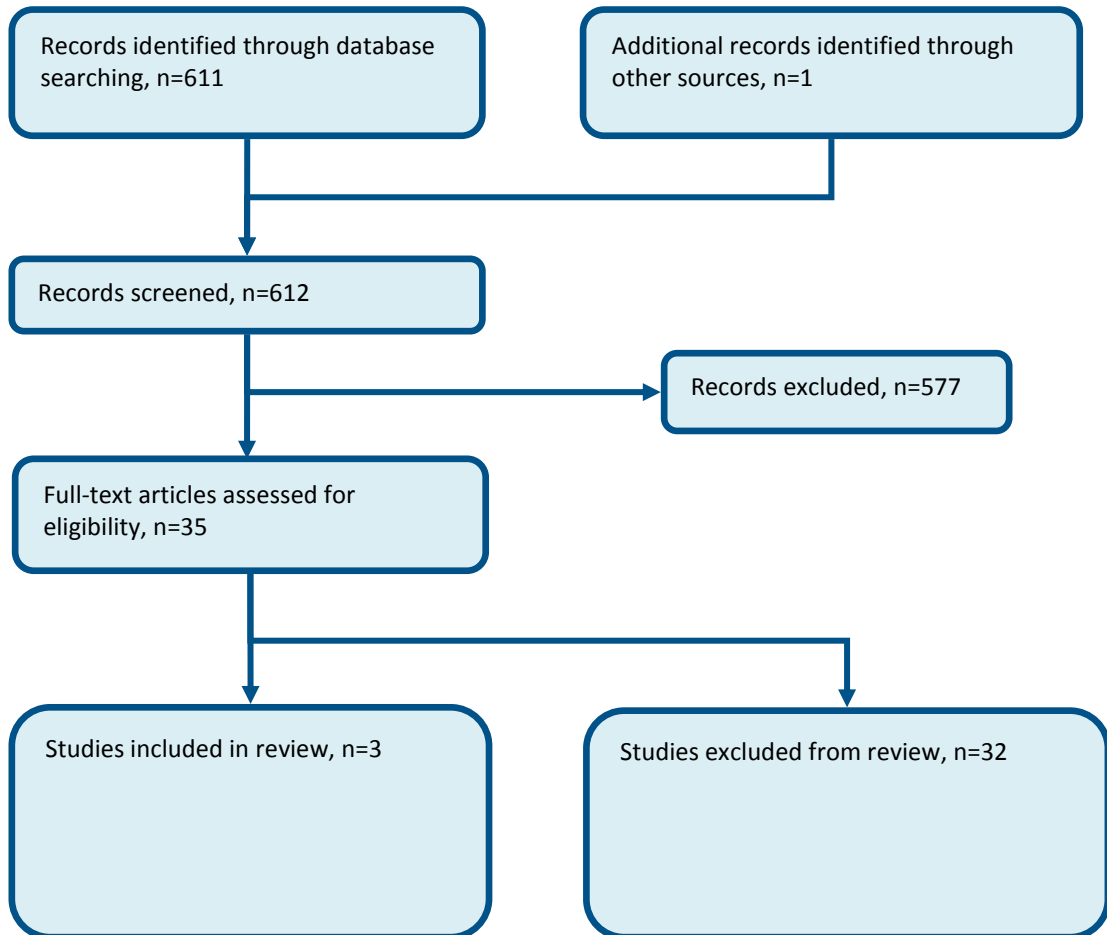 Records identified through database
searching, n=611
Additional records identified through
other sources, n=1
Records screened, n=612
Records excluded, n=577
Full-text articles assessed for
eligibility, n=35
Studies included in review, n=3
Studies excluded from review, n=32